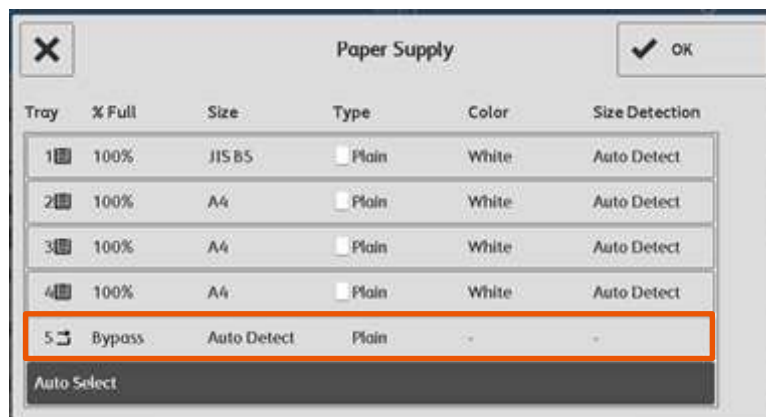 Paper Supply OK
Tray % Full Size Type Color Size Detection
1 100% JIS B5 Plain White Auto Detect
2 100% A4 Plain White Auto Detect
3 100% A4 Plain White Auto Detect
4 100% A4 Plain White Auto Detect
5 Bypass Auto Detect Plain - -
Auto Select